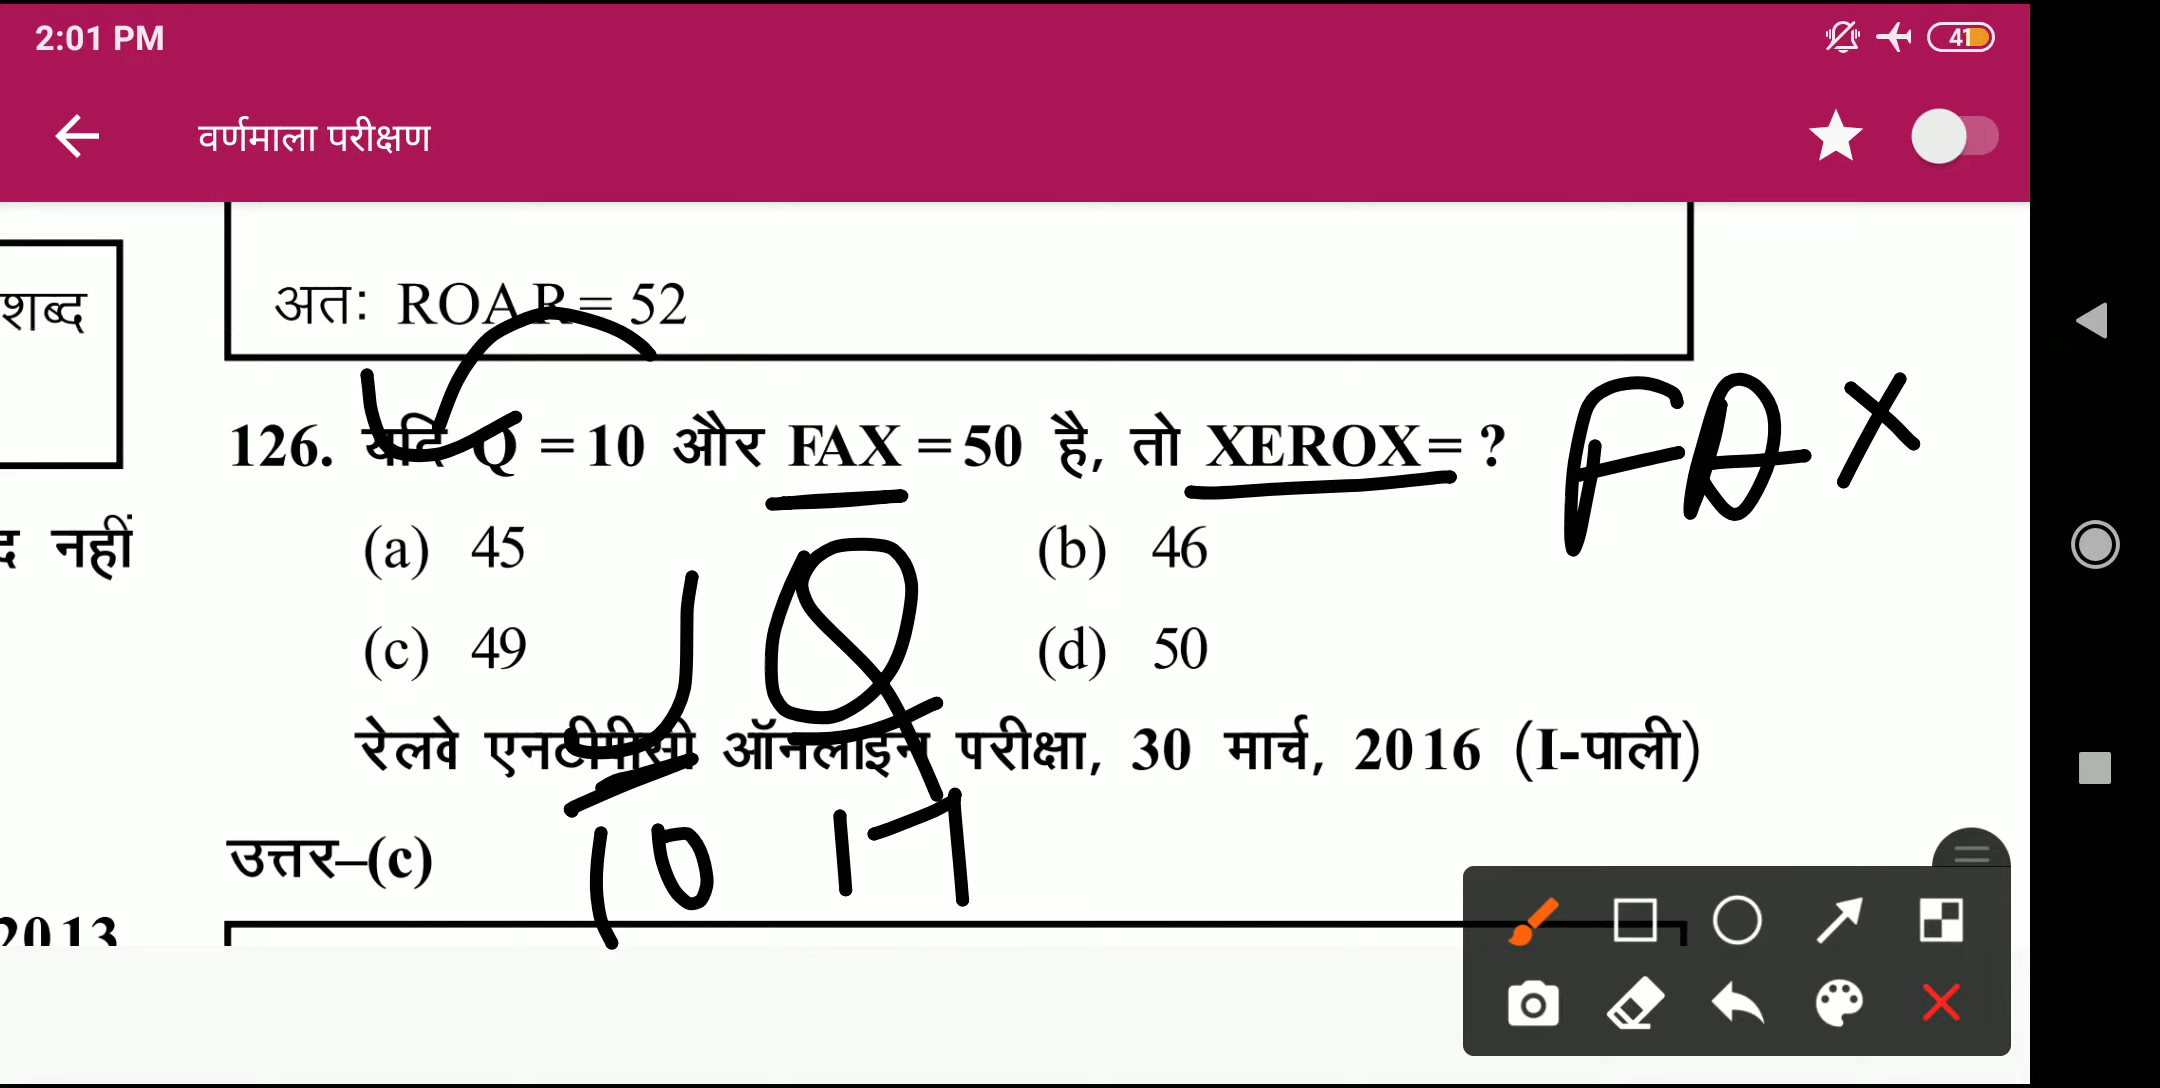 2:01 PM
41
वर्णमाला परीक्षण
शब्द
अतः ROAR = 52
126. यदि Q = 10 और FAX = 50 है, तो XEROX = ?
FAX
(a) 45 (b) 46
द नहीं
(c) 49 (d) 50
J Q
रेलवे एनटीपीसी ऑनलाइन परीक्षा, 30 मार्च, 2016 (I-पाली)
10 17
उत्तर–(c)
2013